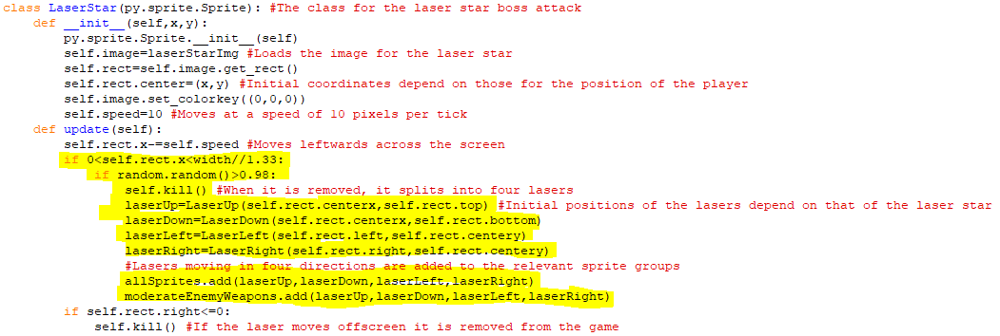 class LaserStar(py.sprite.Sprite): #The class for the laser star boss attack
    def __init__(self,x,y):
        py.sprite.Sprite.__init__(self)
        self.image=laserStarImg #Loads the image for the laser star
        self.rect=self.image.get_rect()
        self.rect.center=(x,y) #Initial coordinates depend on those for the position of the player
        self.image.set_colorkey((0,0,0))
        self.speed=10 #Moves at a speed of 10 pixels per tick
    def update(self):
        self.rect.x-=self.speed #Moves leftwards across the screen
        if 0<self.rect.x<width//1.33:
            if random.random()>0.98:
                self.kill() #When it is removed, it splits into four lasers
                laserUp=LaserUp(self.rect.centerx,self.rect.top) #Initial positions of the lasers depend on that of the laser star
                laserDown=LaserDown(self.rect.centerx,self.rect.bottom)
                laserLeft=LaserLeft(self.rect.left,self.rect.centery)
                laserRight=LaserRight(self.rect.right,self.rect.centery)
                #Lasers moving in four directions are added to the relevant sprite groups
                allSprites.add(laserUp,laserDown,laserLeft,laserRight)
                moderateEnemyWeapons.add(laserUp,laserDown,laserLeft,laserRight)
        if self.rect.right<=0:
            self.kill() #If the laser moves offscreen it is removed from the game